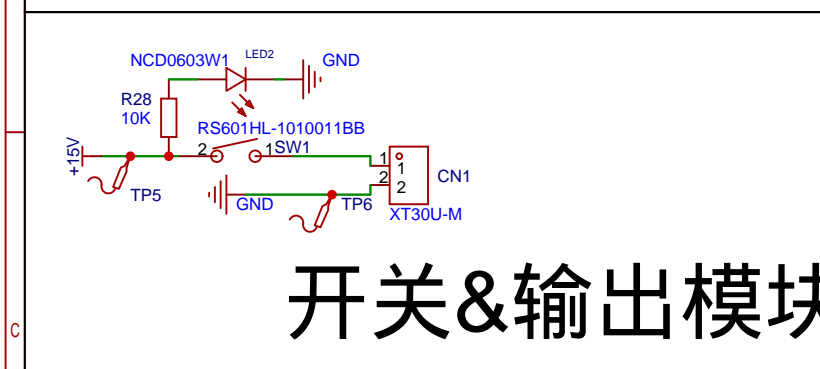 NCD0603W1 LED2 GND
R28
10K
RS601HL-1010011BB
+15V 2 1 SW1 1 1 CN1
TP5 GND TP6 2 2
XT30U-M
开关&输出模块
C